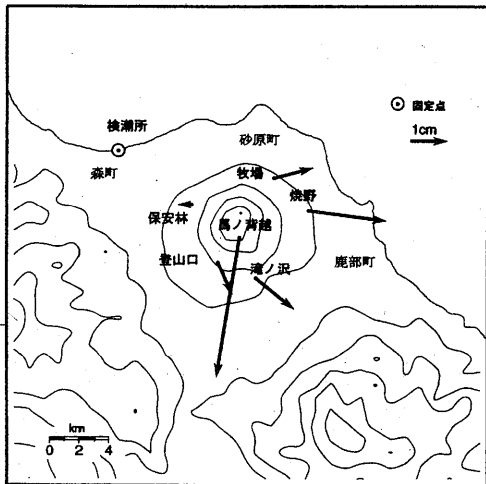 検潮所
固定点
1cm
砂原町
森町
牧場
焼野
保安林
馬ノ背越
登山口
滝ノ沢
鹿部町
km
0 2 4